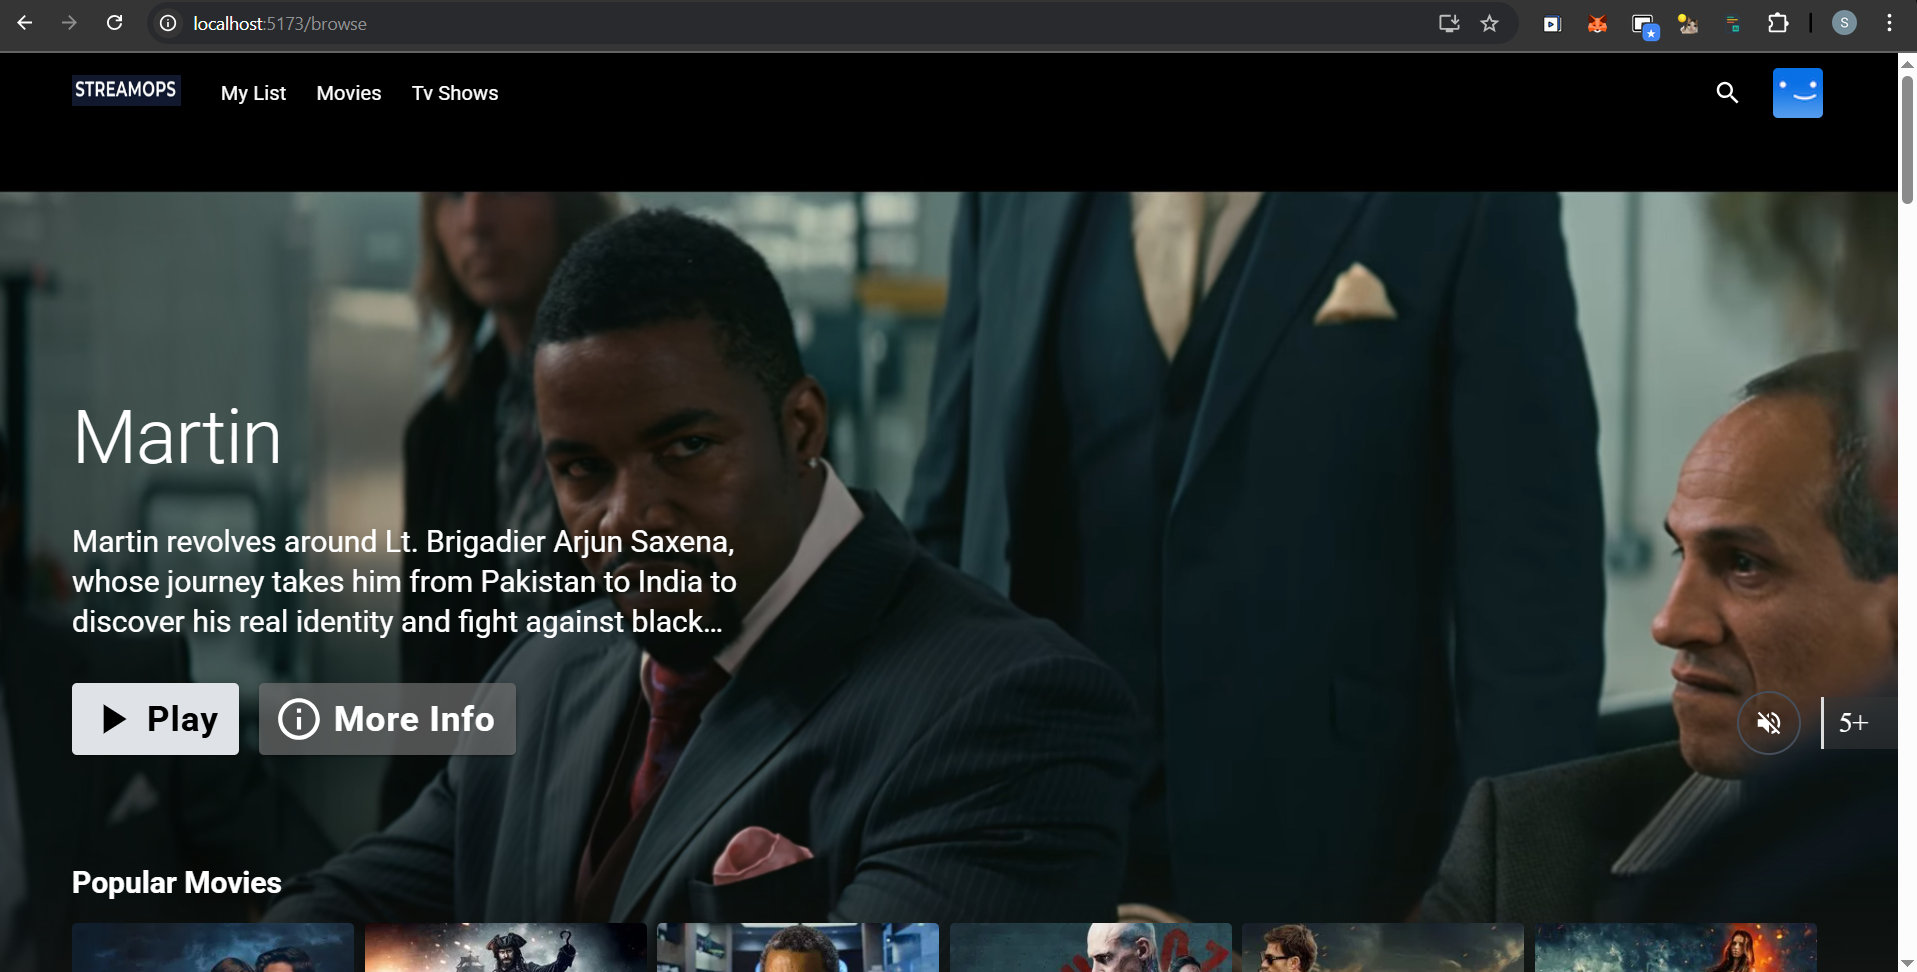 localhost:5173/browse
S
STREAMOPS
My List
Movies
Tv Shows
Martin
Martin revolves around Lt. Brigadier Arjun Saxena,
whose journey takes him from Pakistan to India to
discover his real identity and fight against black...
Play
More Info
5+
Popular Movies